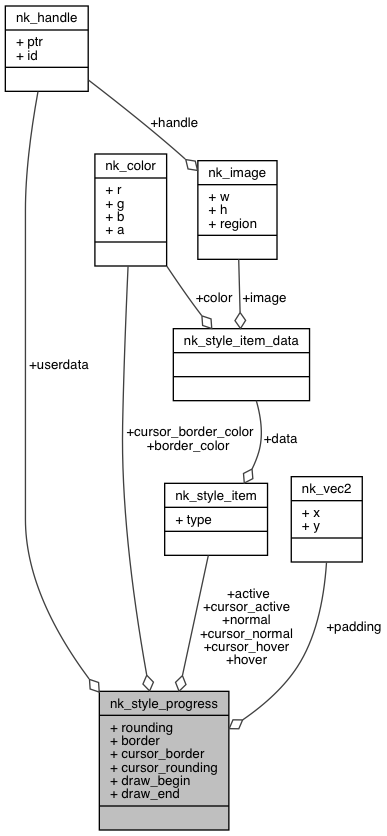 nk_handle
+ ptr
+ id
+handle
nk_color
+ r
+ g
+ b
+ a
nk_image
+ w
+ h
+ region
+color
+image
nk_style_item_data
+userdata
+cursor_border_color
+border_color
+data
nk_style_item
+ type
nk_vec2
+ x
+ y
+active
+cursor_active
+normal
+cursor_normal
+cursor_hover
+hover
+padding
nk_style_progress
+ rounding
+ border
+ cursor_border
+ cursor_rounding
+ draw_begin
+ draw_end